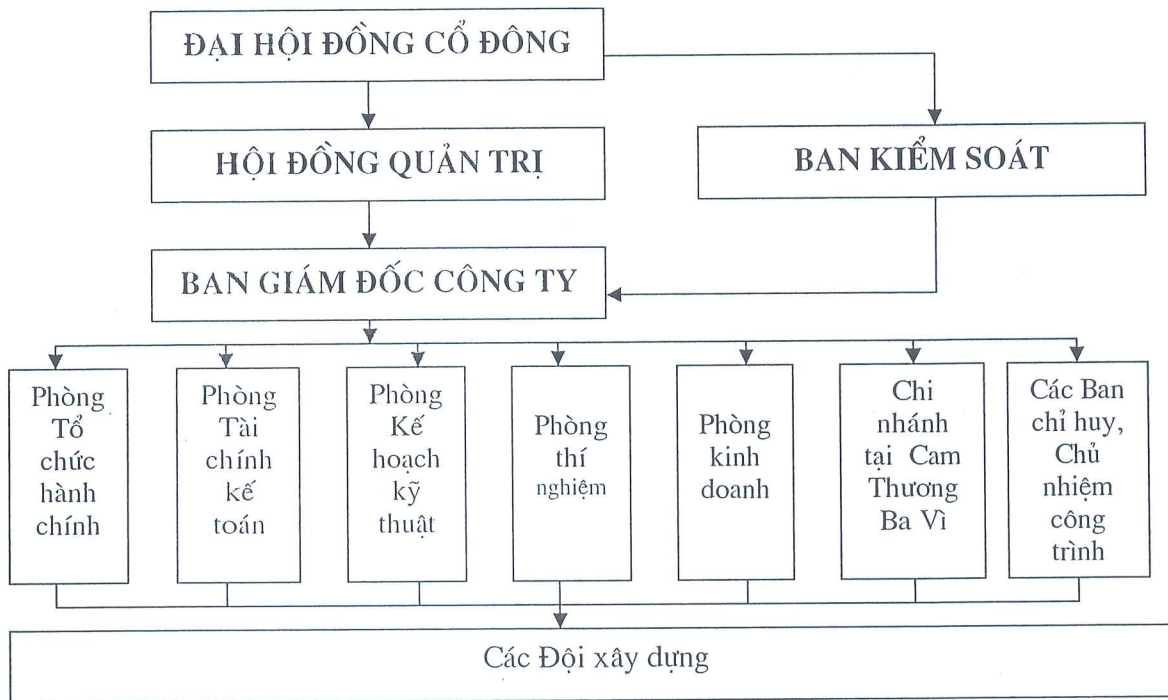 ĐẠI HỘI ĐỒNG CỔ ĐÔNG
HỘI ĐỒNG QUẢN TRỊ
BAN KIỂM SOÁT
BAN GIÁM ĐỐC CÔNG TY
Phòng
Tổ
chức
hành
chính
Phòng
Tài
chính
kế
toán
Phòng
Kế
hoạch
kỹ
thuật
Phòng
thí
nghiệm
Phòng
kinh
doanh
Chi
nhánh
tại Cam
Thương
Ba Vì
Các Ban
chỉ huy,
Chủ
nhiệm
công
trình
Các Đội xây dựng